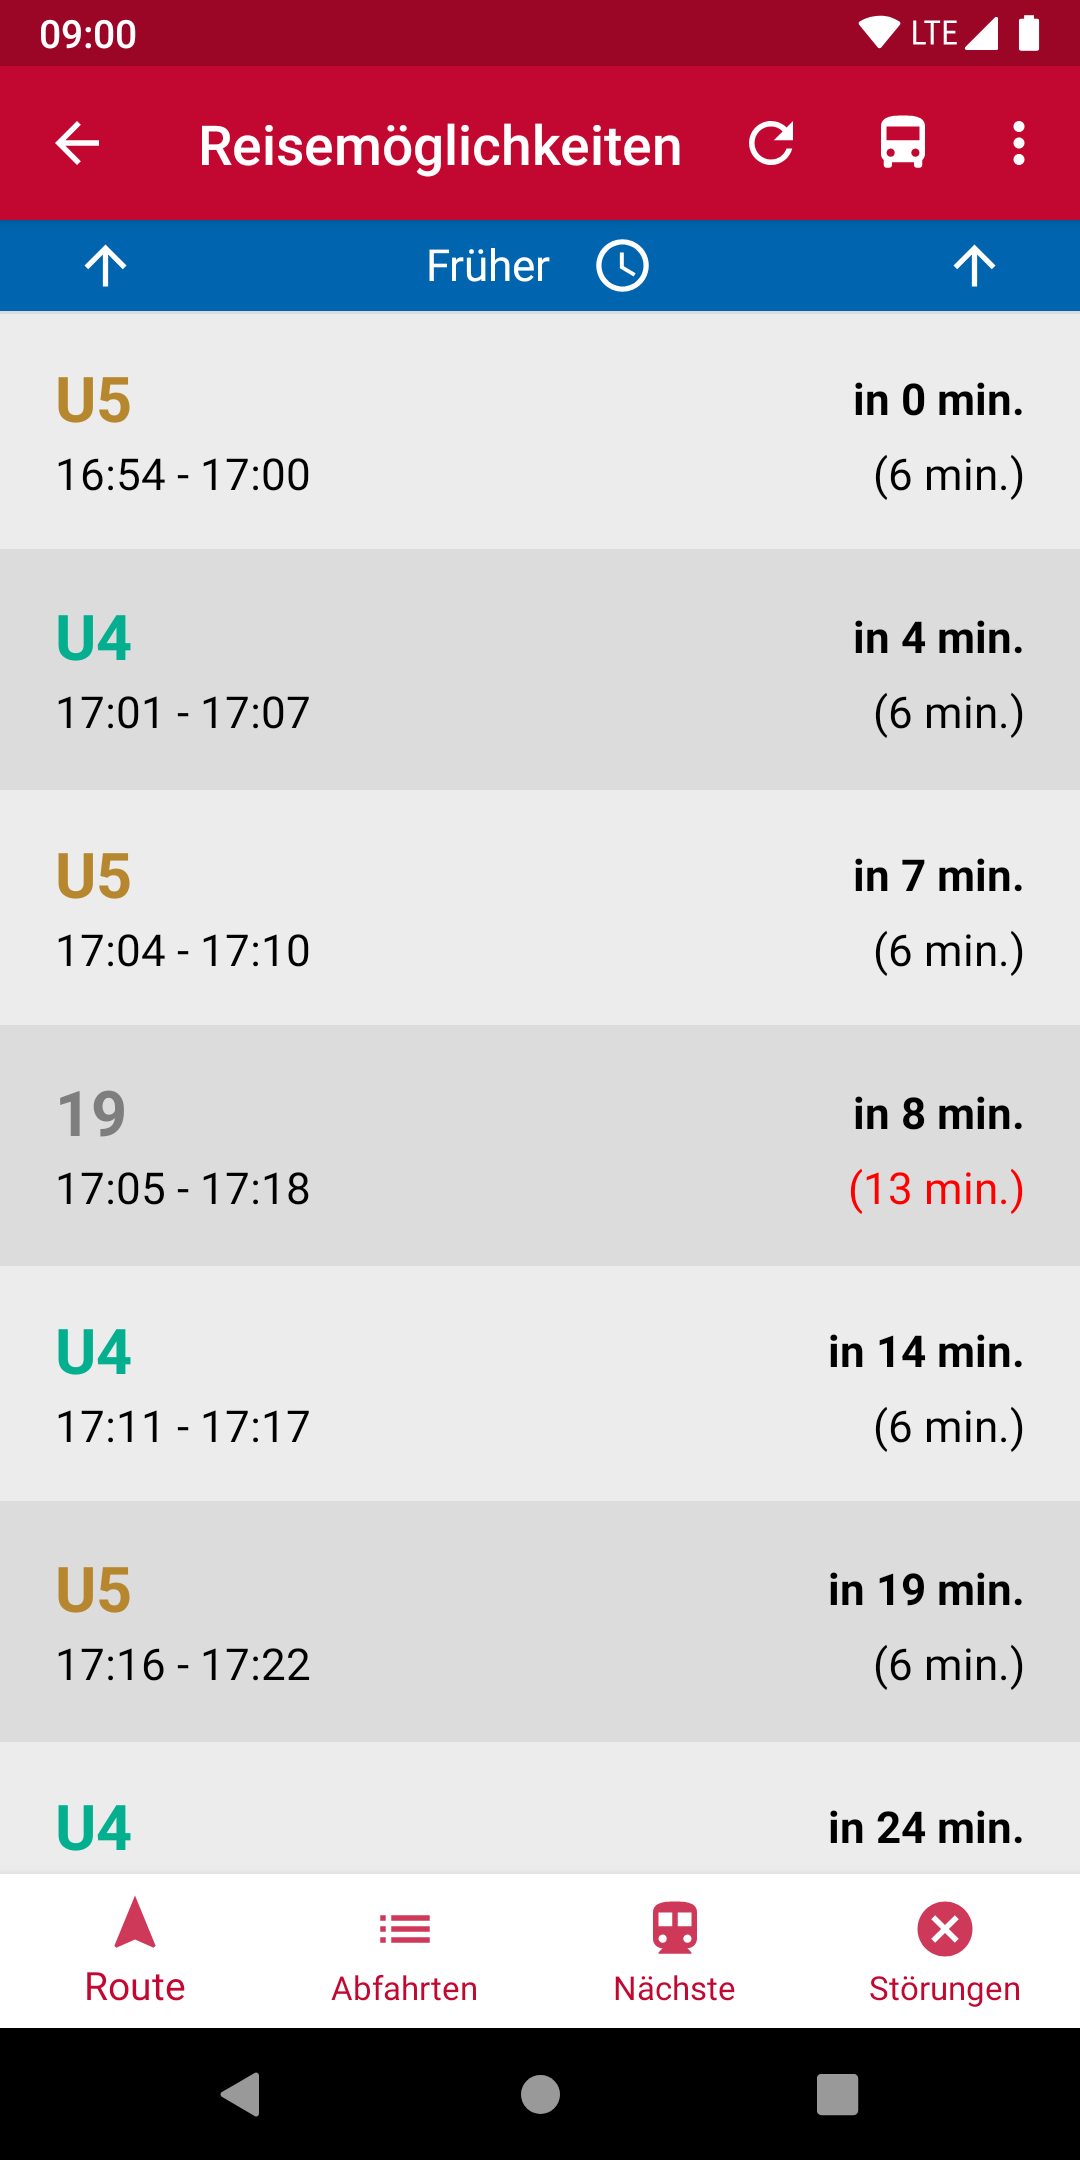 09:00 LTE
Reisemöglichkeiten
Früher
U5 in 0 min.
16:54 - 17:00 (6 min.)
U4 in 4 min.
17:01 - 17:07 (6 min.)
U5 in 7 min.
17:04 - 17:10 (6 min.)
19 in 8 min.
17:05 - 17:18 (13 min.)
U4 in 14 min.
17:11 - 17:17 (6 min.)
U5 in 19 min.
17:16 - 17:22 (6 min.)
U4 in 24 min.
Route Abfahrten Nächste Störungen